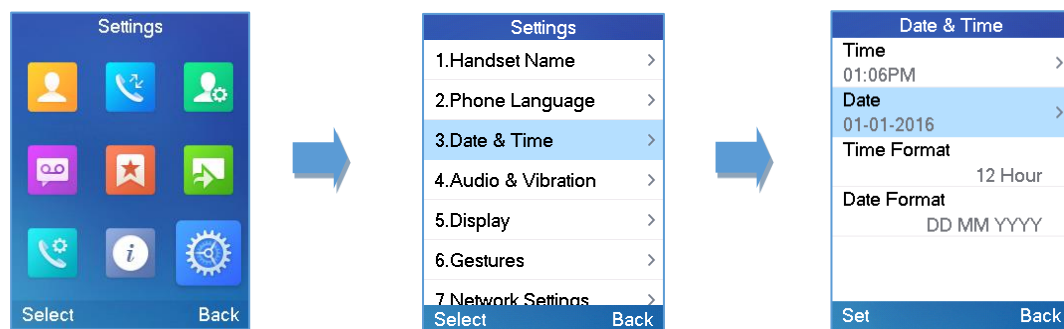 Settings
Select Back
Settings
1.Handset Name
2.Phone Language
3.Date & Time
4.Audio & Vibration
5.Display
6.Gestures
7.Network Settings
Select Back
Date & Time
Time
01:06PM
Date
01-01-2016
Time Format
12 Hour
Date Format
DD MM YYYY
Set Back